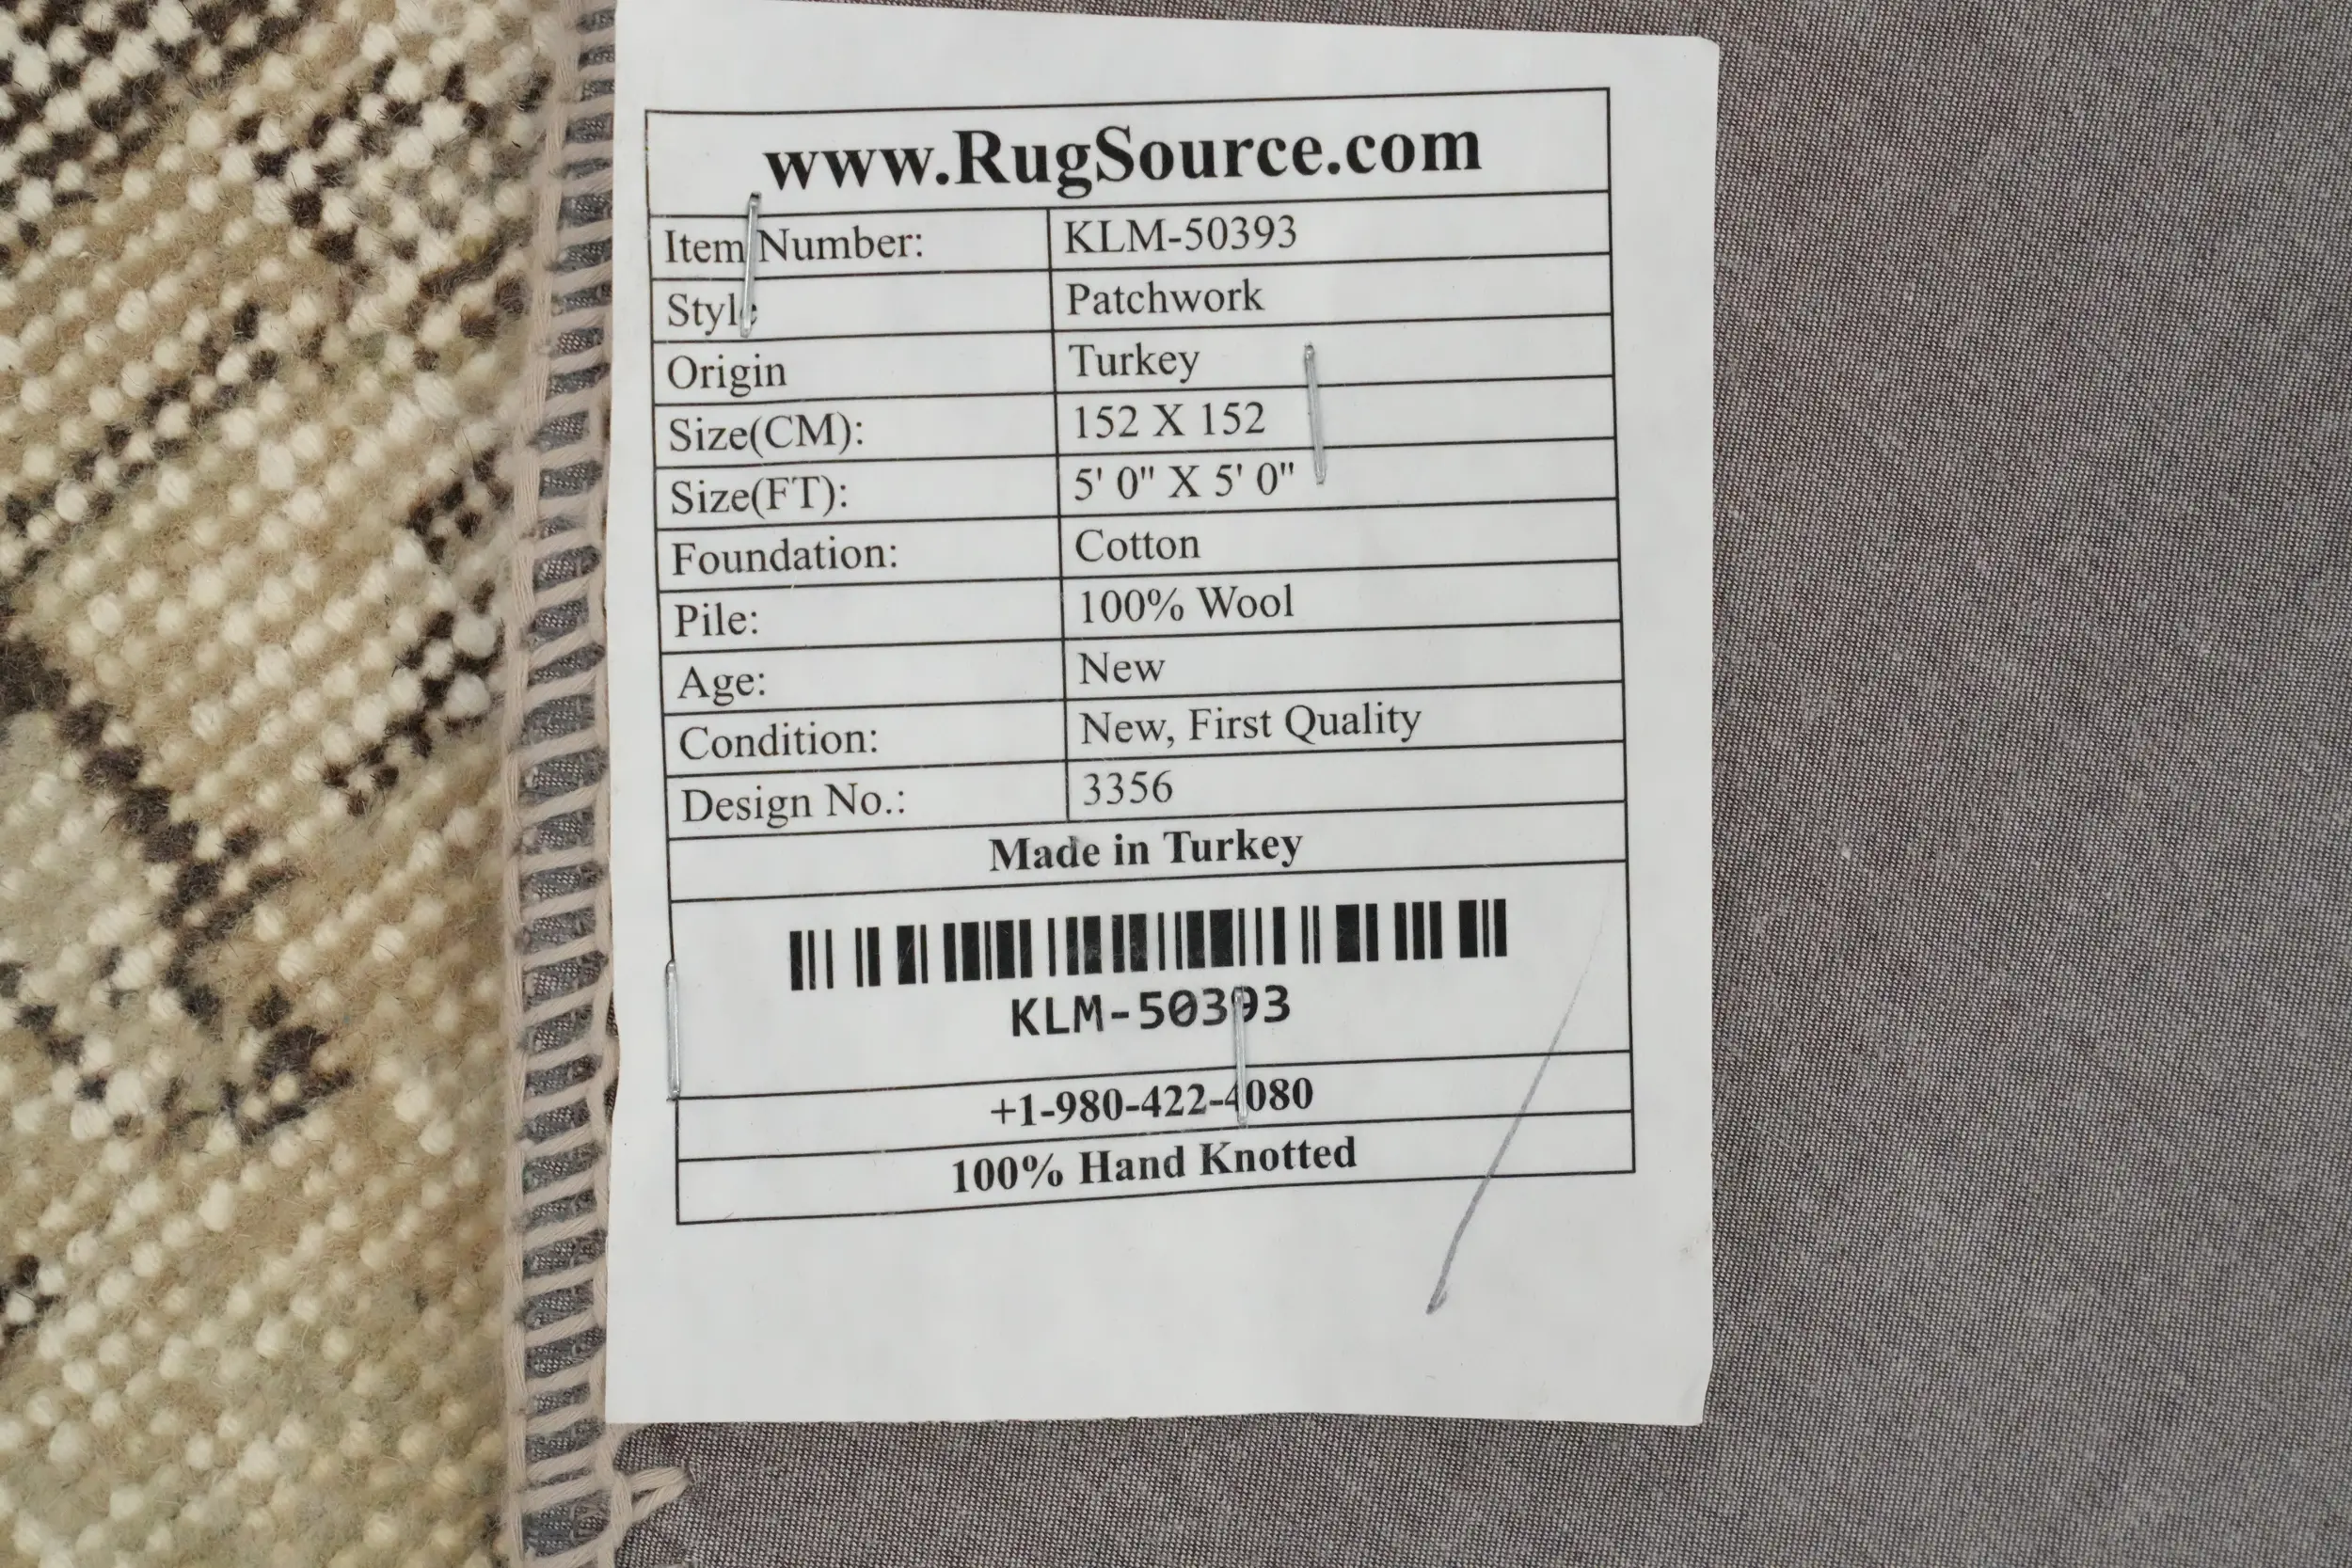 www.RugSource.com
Item Number: KLM-50393
Style Patchwork
Origin Turkey
Size(CM): 152 X 152
Size(FT): 5' 0" X 5' 0"
Foundation: Cotton
Pile: 100% Wool
Age: New
Condition: New, First Quality
Design No.: 3356
Made in Turkey
KLM-50393
+1-980-422-4080
100% Hand Knotted